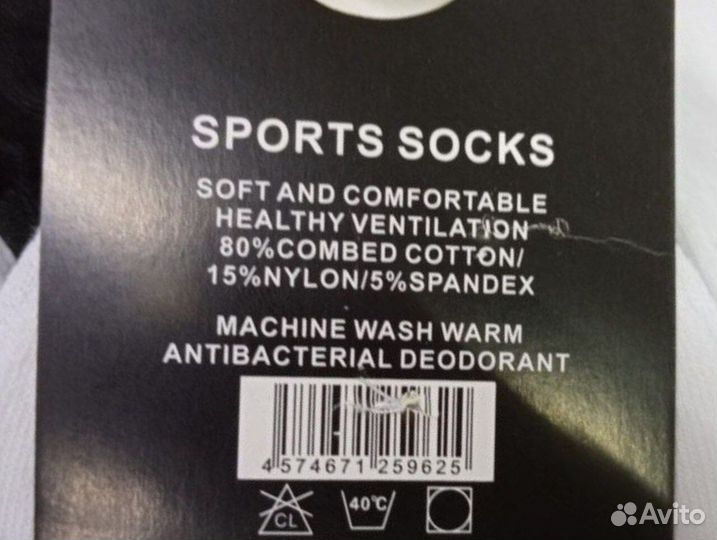 SPORTS SOCKS
SOFT AND COMFORTABLE
HEALTHY VENTILATION
80%COMBED COTTON/
15%NYLON/5%SPANDEX
MACHINE WASH WARM
ANTIBACTERIAL DEODORANT
4 574671 259625
CL 40℃
Avito